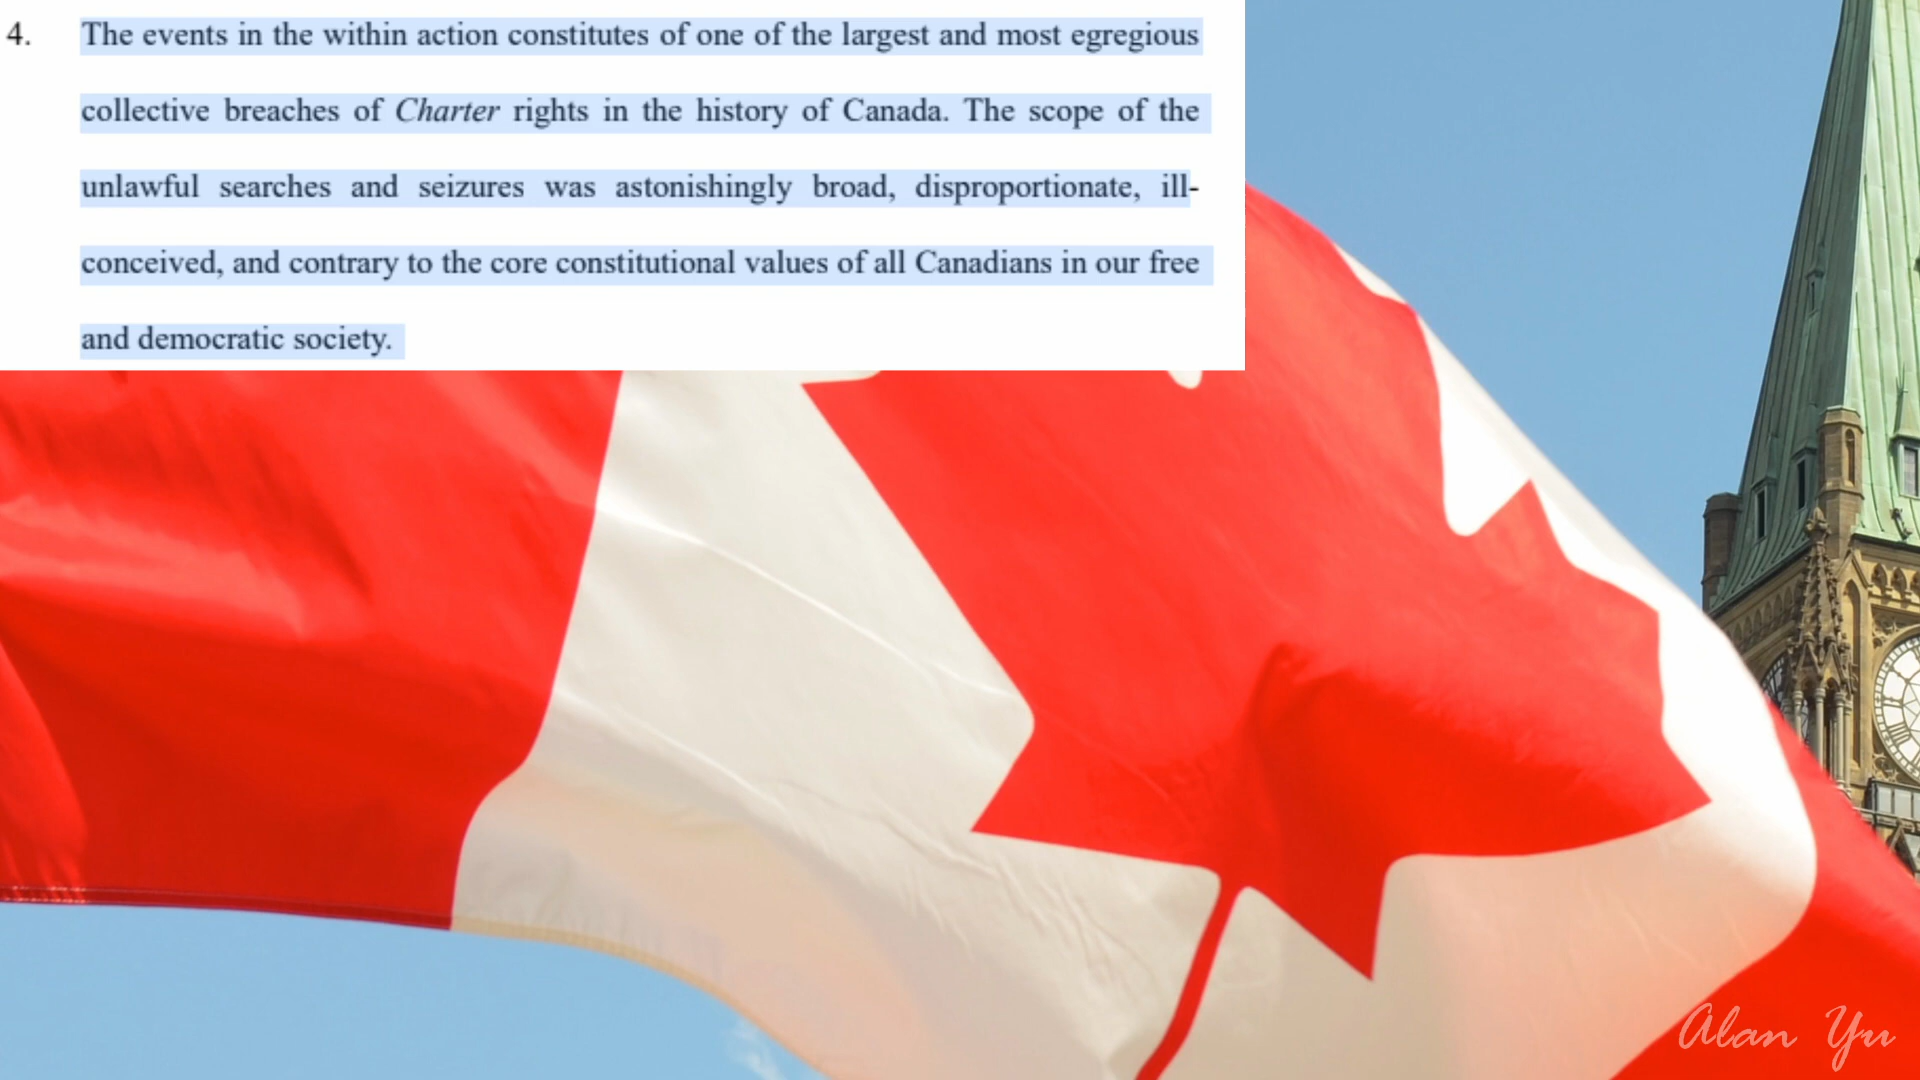 4. The events in the within action constitutes of one of the largest and most egregious
collective breaches of Charter rights in the history of Canada. The scope of the
unlawful searches and seizures was astonishingly broad, disproportionate, ill-
conceived, and contrary to the core constitutional values of all Canadians in our free
and democratic society.
Alan Yu